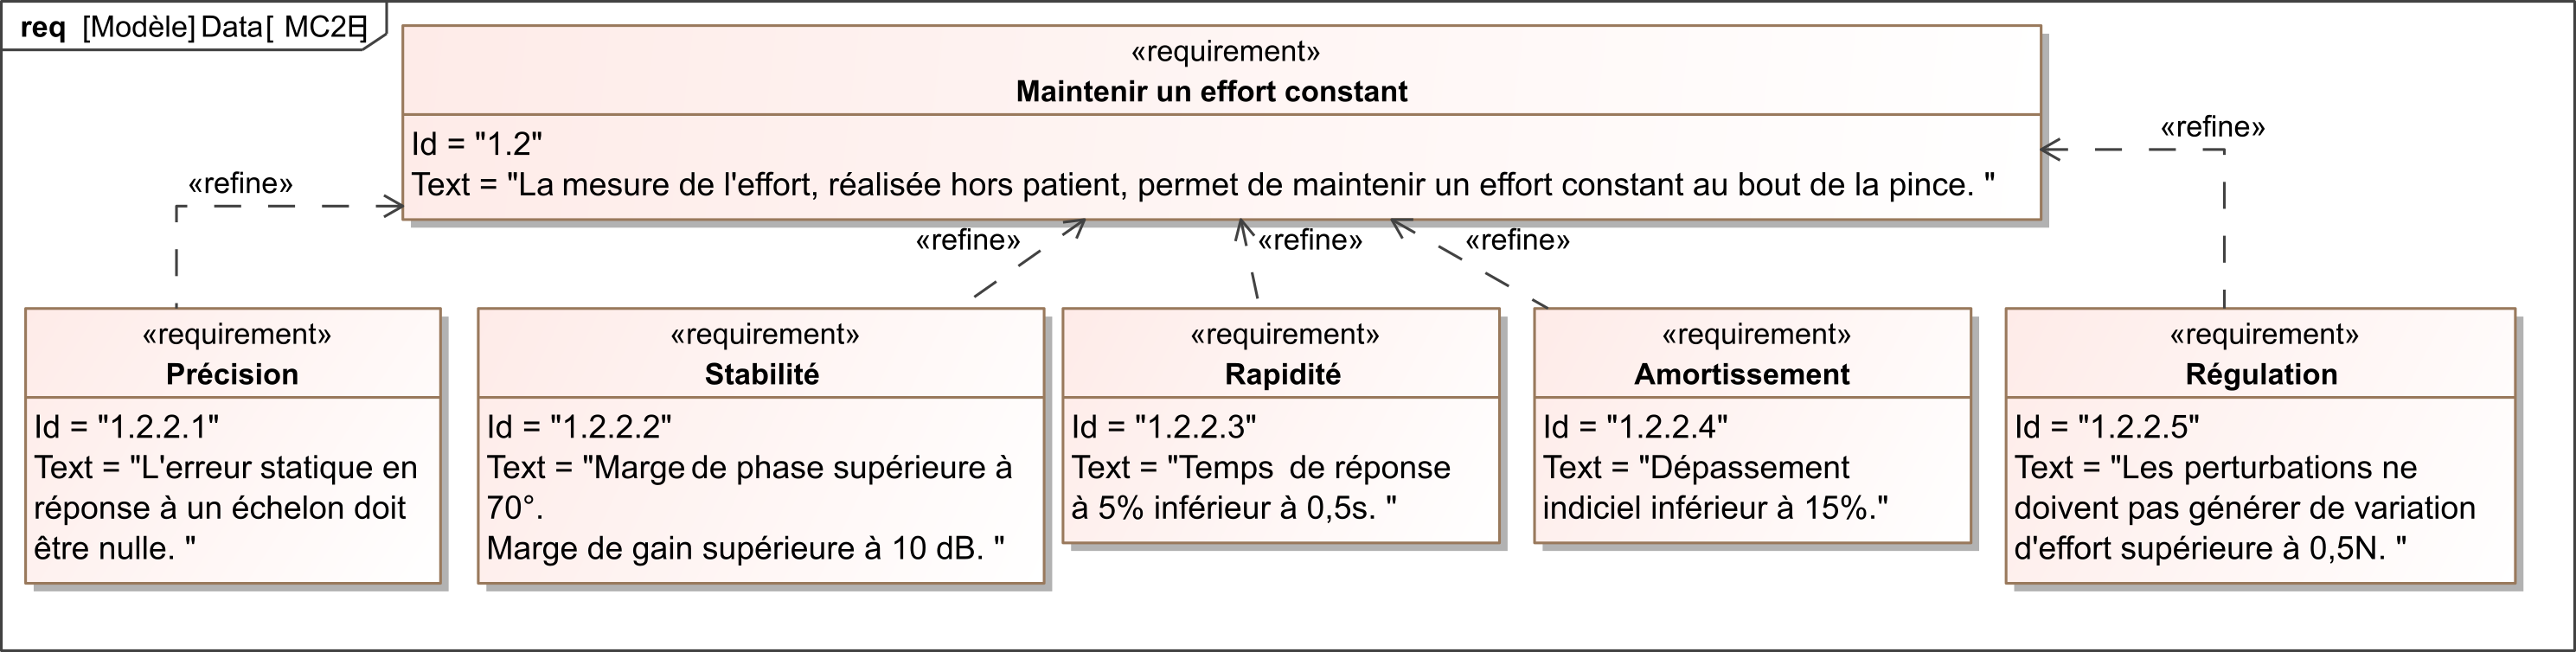 req [Modèle] Data[ MC2E]
«requirement»
Maintenir un effort constant
Id = "1.2"
Text = "La mesure de l'effort, réalisée hors patient, permet de maintenir un effort constant au bout de la pince. "
«refine»
«refine»
«refine»
«refine»
«refine»
«requirement»
Précision
Id = "1.2.2.1"
Text = "L'erreur statique en
réponse à un échelon doit
être nulle. "
«requirement»
Stabilité
Id = "1.2.2.2"
Text = "Marge de phase supérieure à
70°.
Marge de gain supérieure à 10 dB. "
«requirement»
Rapidité
Id = "1.2.2.3"
Text = "Temps de réponse
à 5% inférieur à 0,5s. "
«requirement»
Amortissement
Id = "1.2.2.4"
Text = "Dépassement
indiciel inférieur à 15%."
«requirement»
Régulation
Id = "1.2.2.5"
Text = "Les perturbations ne
doivent pas générer de variation
d'effort supérieure à 0,5N. "